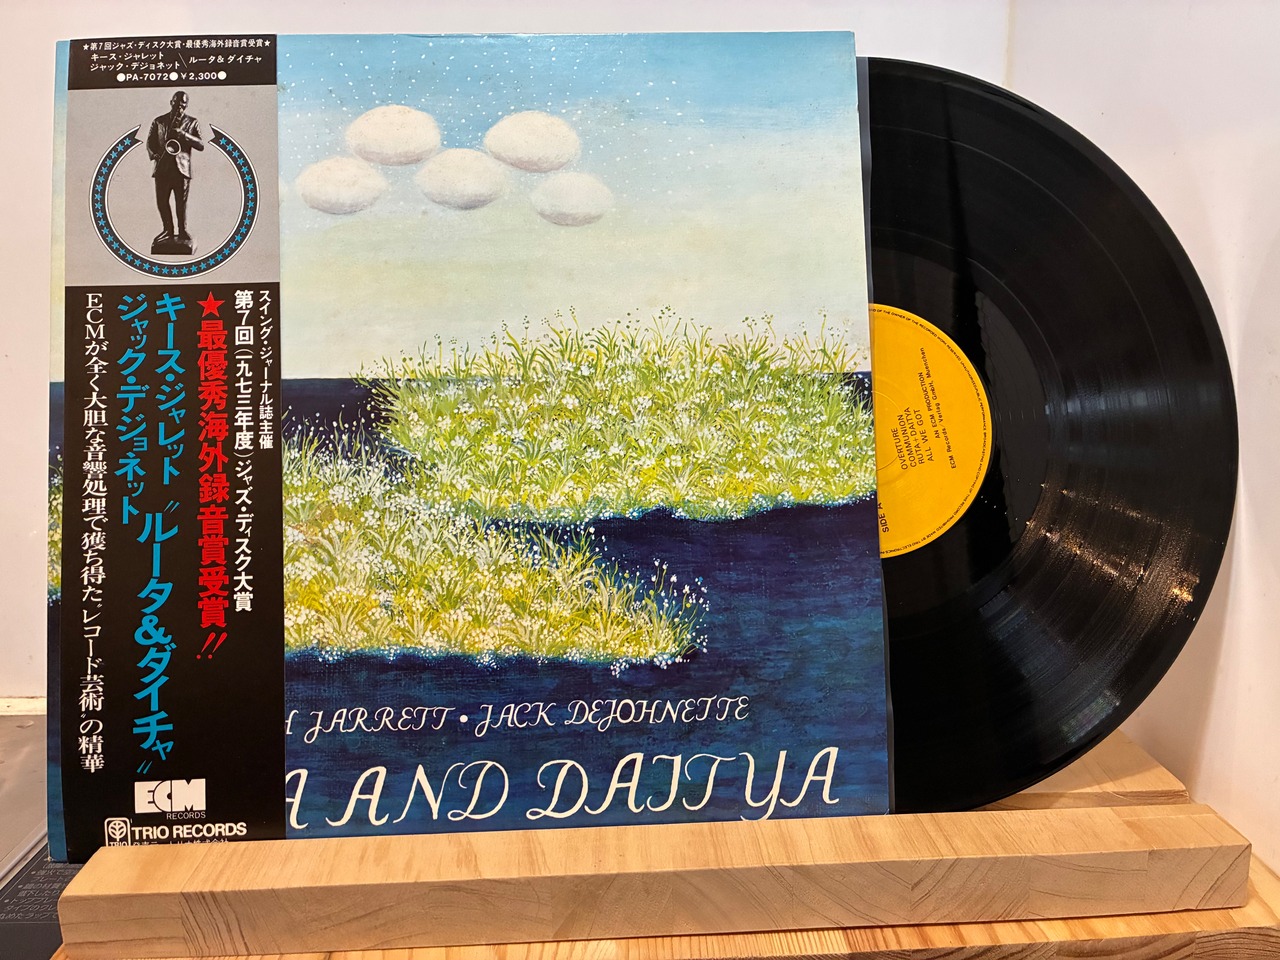 ★第7回ジャズ・ディスク大賞・最優秀海外録音賞受賞★
キース・ジャレット
ジャック・デジョネット
ルータ&ダイチャ
●PA-7072●¥2,300●
スイング・ジャーナル誌主催
第7回(一九七三年度)ジャズ・ディスク大賞
★最優秀海外録音賞受賞!!
キース・ジャレット
ジャック・デジョネット
"ルータ&ダイチャ"
ECMが全く大胆な音響処理で獲ち得た"レコード芸術"の精華
ECM
RECORDS
TRIO
TRIO RECORDS
JARRETT • JACK DEJOHNETTE
A AND DAITYA
OVERTURE
COMMUNION
RUTA + DAITYA
ALL WE GOT
AN ECM PRODUCTION
ECM Records, Verlag GmbH, Muenchen
SIDE A